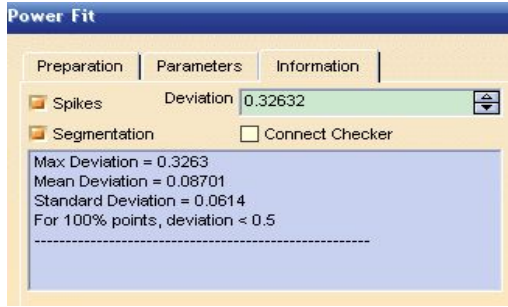 Power Fit
Preparation Parameters Information
Spikes Deviation 0.32632
Segmentation Connect Checker
Max Deviation = 0.3263
Mean Deviation = 0.08701
Standard Deviation = 0.0614
For 100% points, deviation < 0.5
------------------------------------------------------